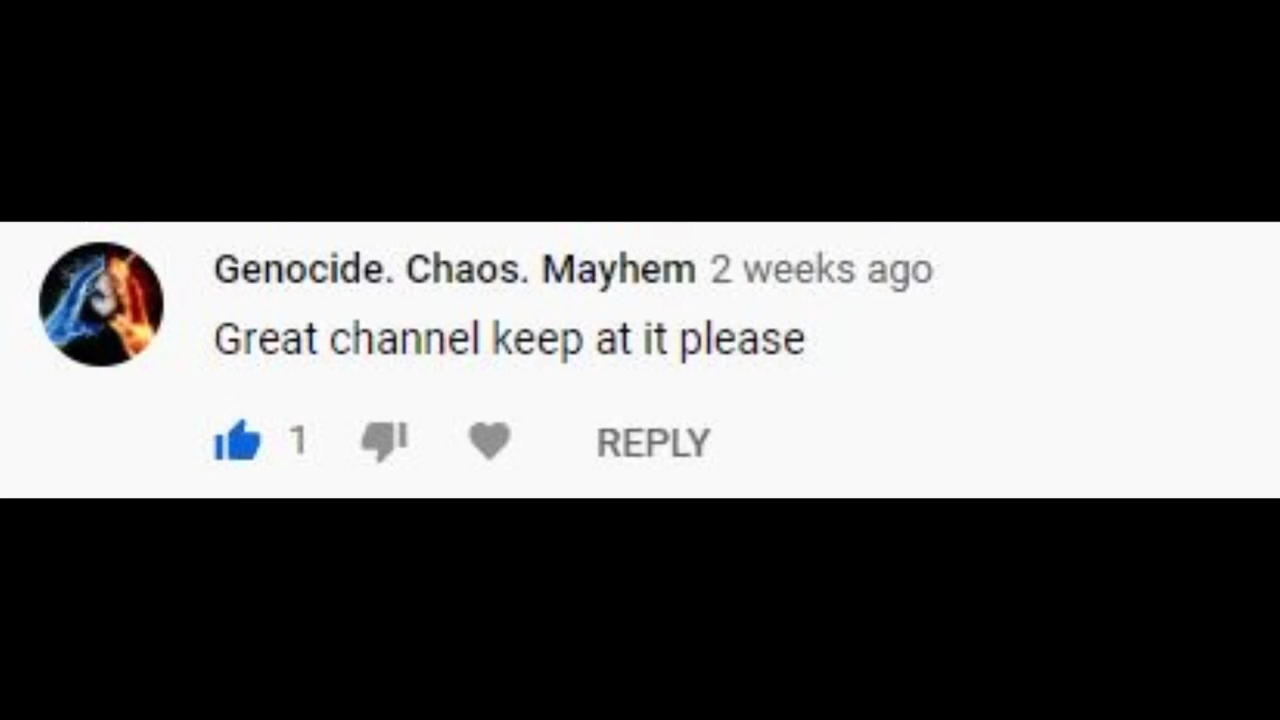 Genocide. Chaos. Mayhem 2 weeks ago
Great channel keep at it please
1 REPLY